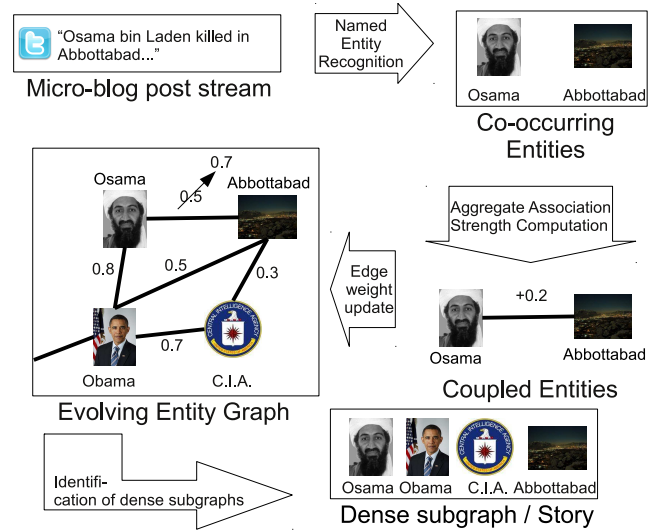 “Osama bin Laden killed in
Abbottabad...”
Micro-blog post stream
Named
Entity
Recognition
Osama
Abbottabad
Co-occurring
Entities
Aggregate Association
Strength Computation
+0.2
Osama
Abbottabad
Coupled Entities
Edge
weight
update
0.7
Osama
Abbottabad
0.5
0.8
0.5
0.3
0.7
Obama
C.I.A.
Evolving Entity Graph
Identifi-
cation of dense subgraphs
Osama Obama C.I.A. Abbottabad
Dense subgraph / Story